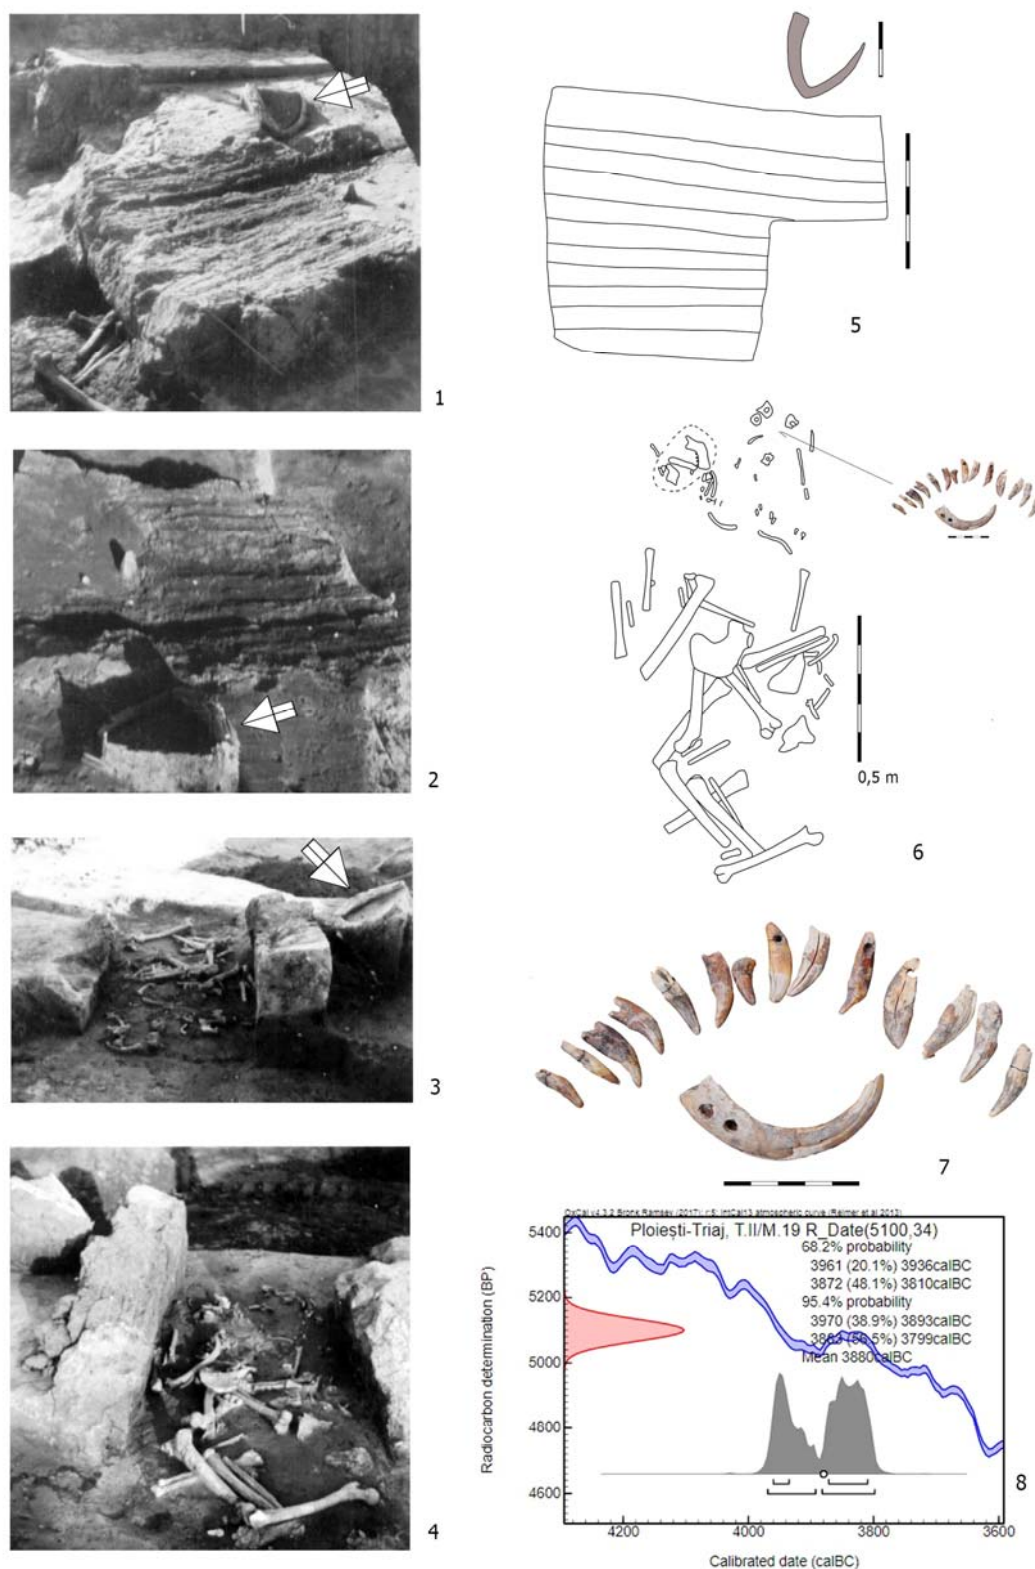 1
5
2
0,5 m
6
3
7
4
OxCal v4.3.2 Bronk Ramsey (2017); r:5; IntCal13 atmospheric curve (Reimer et al 2013)
Ploiești-Triaj, T.II/M.19 R_Date(5100,34)
68.2% probability
3961 (20.1%) 3936calBC
3872 (48.1%) 3810calBC
95.4% probability
3970 (38.9%) 3893calBC
(56.5%) 3799calBC
Mean 3880calBC
Radiocarbon determination (BP)
5400
5200
5000
4800
4600
8
4200
4000
3800
3600
Calibrated date (calBC)